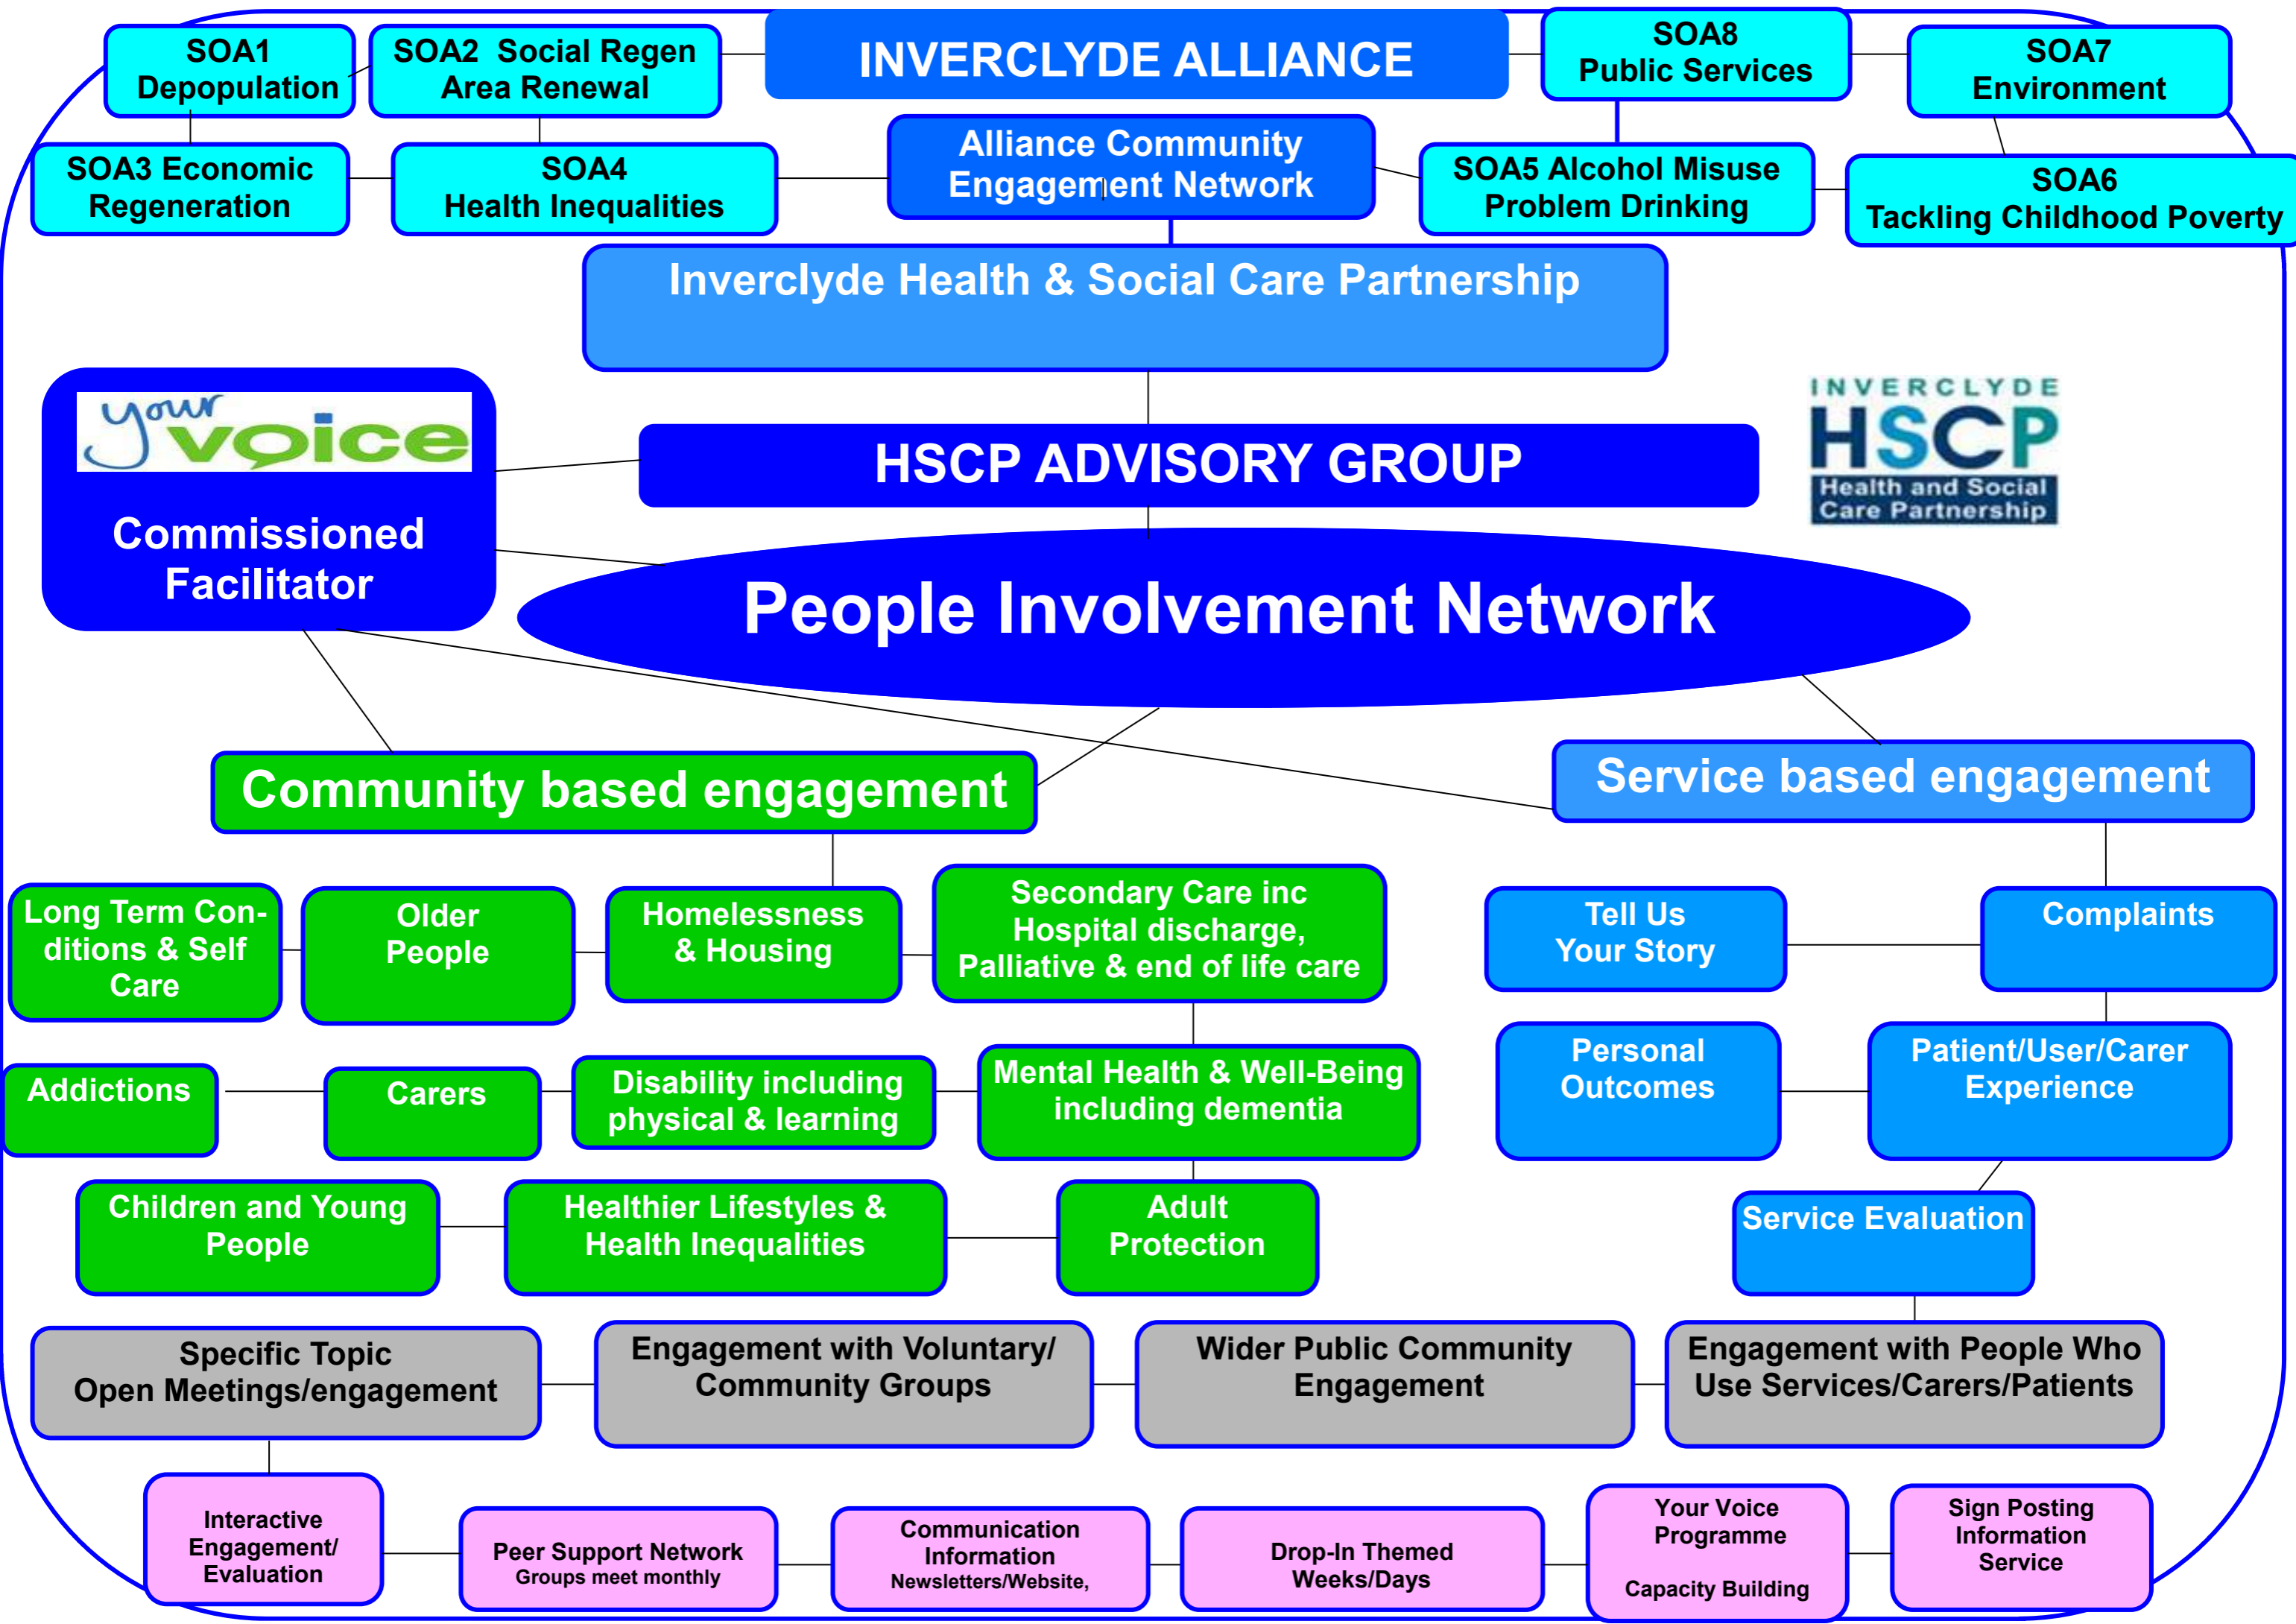 SOA1
Depopulation
SOA2  Social Regen
Area Renewal
INVERCLYDE ALLIANCE
SOA8
Public Services
SOA7
Environment
SOA3 Economic
Regeneration
SOA4
Health Inequalities
Alliance Community
Engagement Network
SOA5 Alcohol Misuse
Problem Drinking
SOA6
Tackling Childhood Poverty
Inverclyde Health & Social Care Partnership
your
voice
Commissioned
Facilitator
HSCP ADVISORY GROUP
INVERCLYDE
HSCP
Health and Social
Care Partnership
People Involvement Network
Community based engagement
Service based engagement
Long Term Con-
ditions & Self
Care
Older
People
Homelessness
& Housing
Secondary Care inc
Hospital discharge,
Palliative & end of life care
Tell Us
Your Story
Complaints
Addictions
Carers
Disability including
physical & learning
Mental Health & Well-Being
including dementia
Personal
Outcomes
Patient/User/Carer
Experience
Children and Young
People
Healthier Lifestyles &
Health Inequalities
Adult
Protection
Service Evaluation
Specific Topic
Open Meetings/engagement
Engagement with Voluntary/
Community Groups
Wider Public Community
Engagement
Engagement with People Who
Use Services/Carers/Patients
Interactive
Engagement/
Evaluation
Peer Support Network
Groups meet monthly
Communication
Information
Newsletters/Website,
Drop-In Themed
Weeks/Days
Your Voice
Programme
Capacity Building
Sign Posting
Information
Service